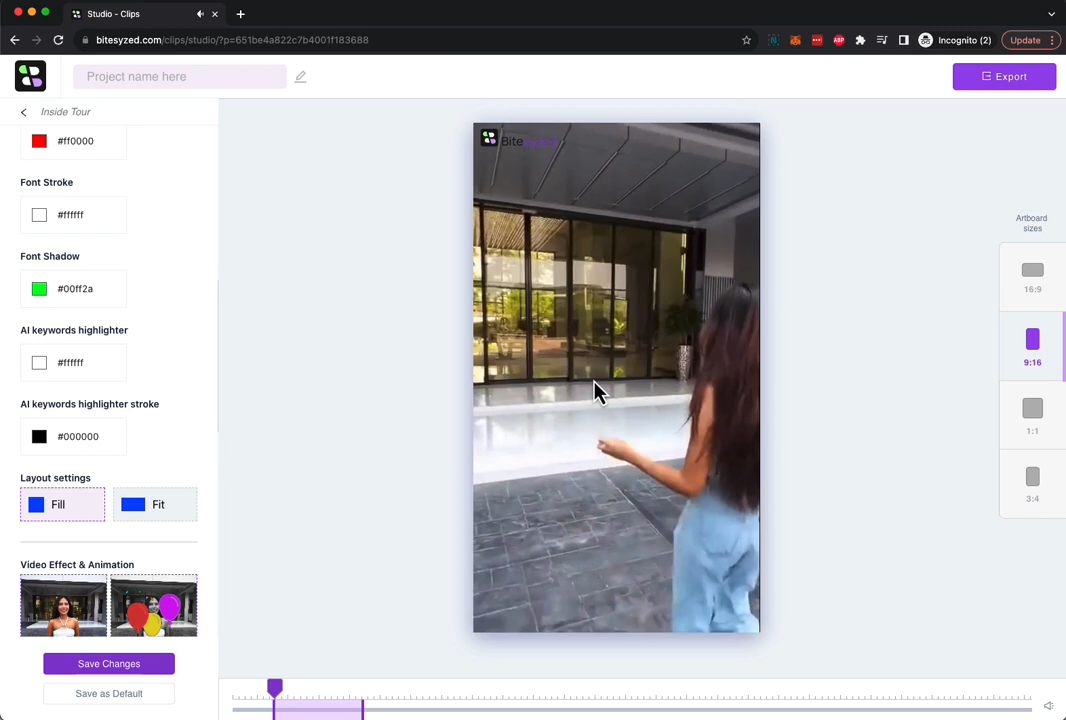 Studio - Clips
bitesyzed.com/clips/studio/?p=651be4a822c7b4001f183688
ABP
Incognito (2)
Update
Project name here
Export
Inside Tour
#ff0000
Font Stroke
#ffffff
Font Shadow
#00ff2a
AI keywords highlighter
#ffffff
AI keywords highlighter stroke
#000000
Layout settings
Fill
Fit
Video Effect & Animation
Save Changes
Save as Default
Artboard
sizes
16:9
9:16
1:1
3:4